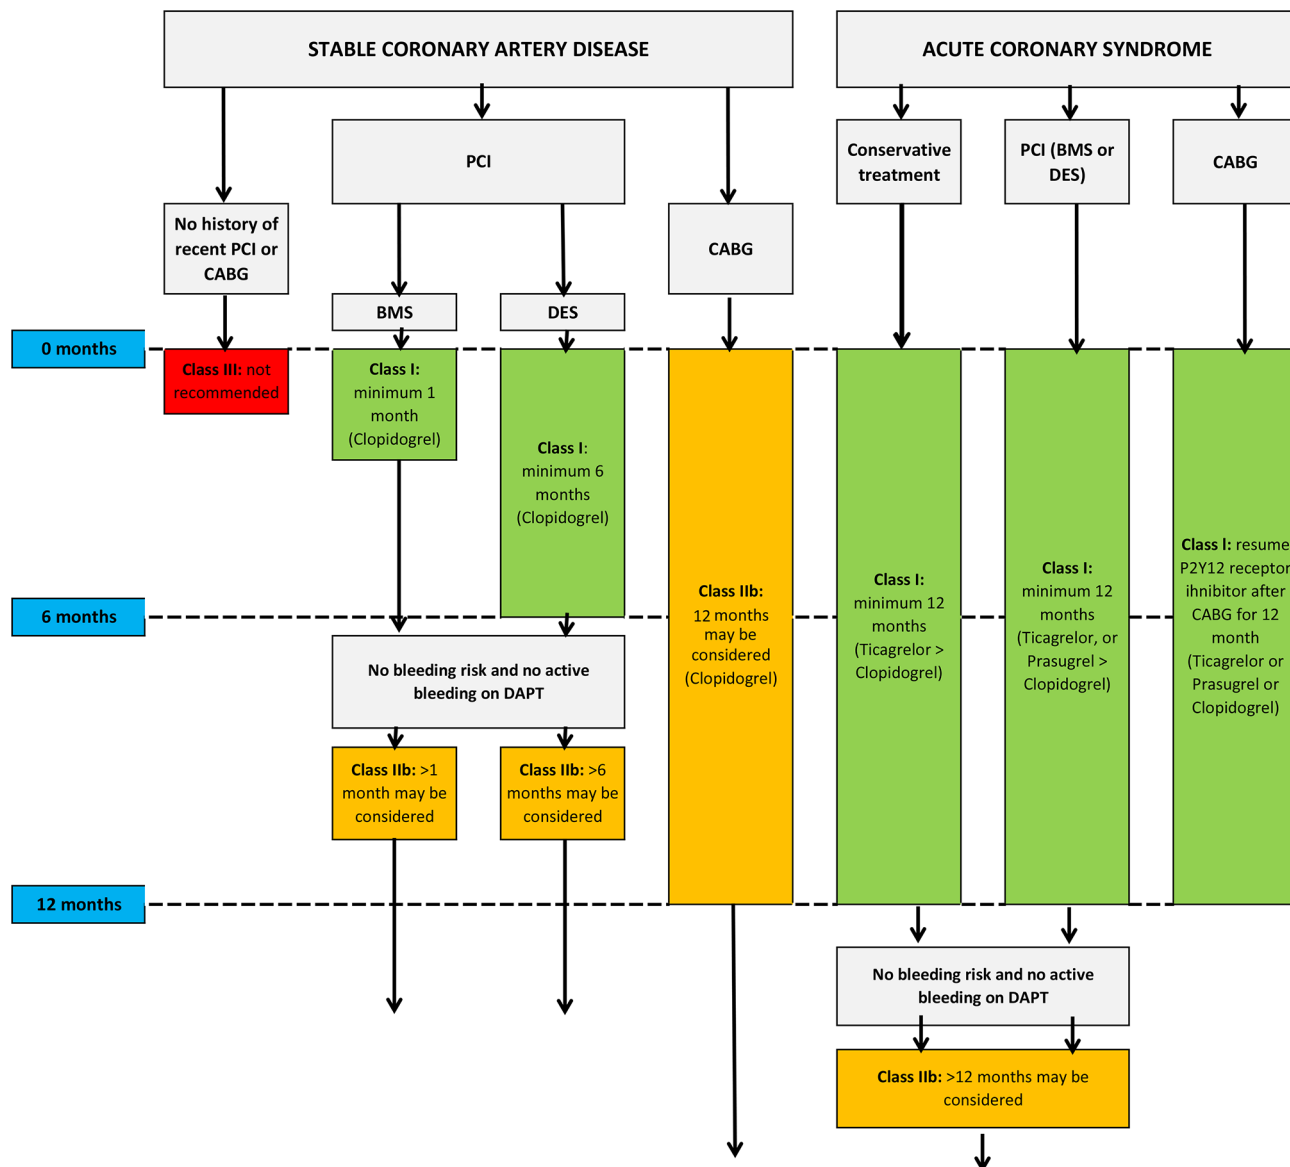 STABLE CORONARY ARTERY DISEASE
ACUTE CORONARY SYNDROME
PCI
Conservative
treatment
PCI (BMS or
DES)
CABG
No history of
recent PCI or
CABG
CABG
BMS
DES
0 months
Class III: not
recommended
Class I:
minimum 1
month
(Clopidogrel)
Class I:
minimum 6
months
(Clopidogrel)
Class IIb:
12 months
may be
considered
(Clopidogrel)
Class I:
minimum 12
months
(Ticagrelor >
Clopidogrel)
Class I:
minimum 12
months
(Ticagrelor, or
Prasugrel >
Clopidogrel)
Class I: resume
P2Y12 receptor
ihnibitor after
CABG for 12
month
(Ticagrelor or
Prasugrel or
Clopidogrel)
6 months
No bleeding risk and no active
bleeding on DAPT
Class IIb: >1
month may be
considered
Class IIb: >6
months may be
considered
12 months
No bleeding risk and no active
bleeding on DAPT
Class IIb: >12 months may be
considered